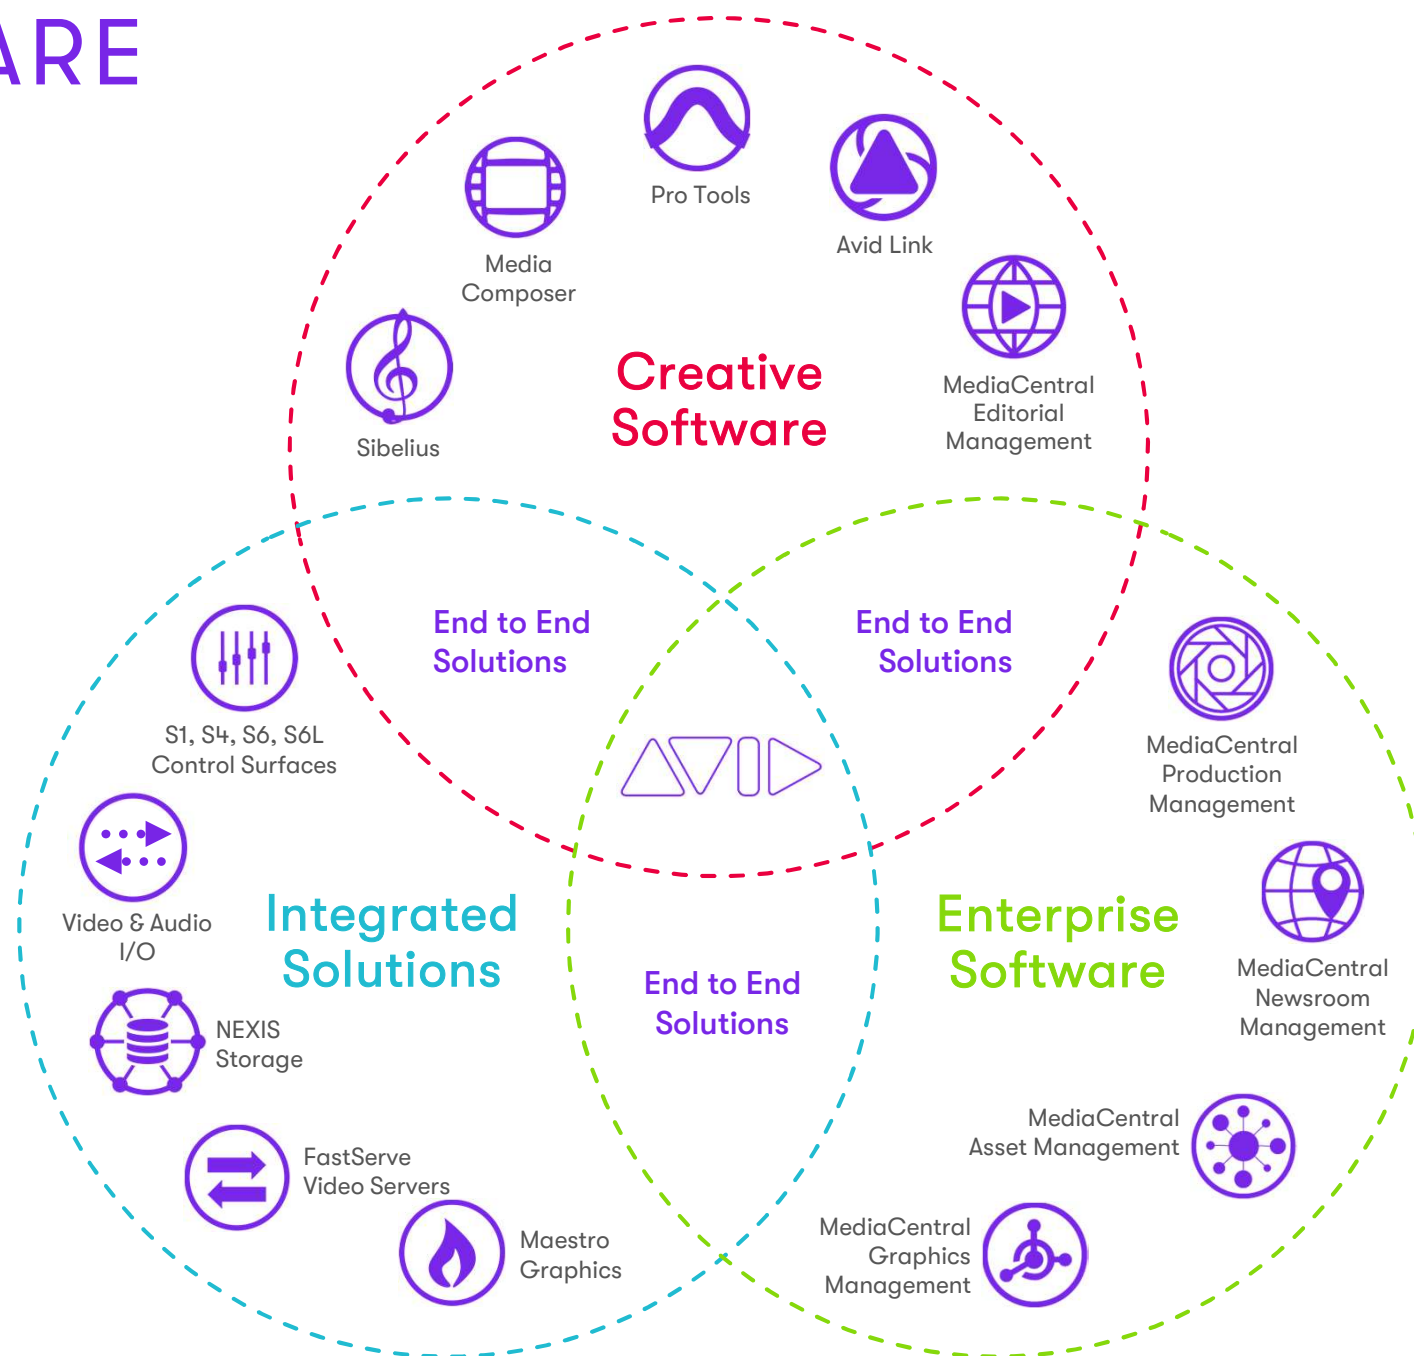 ARE
Pro Tools
Avid Link
Media
Composer
MediaCentral
Editorial
Management
Sibelius
Creative
Software
End to End
Solutions
End to End
Solutions
S1, S4, S6, S6L
Control Surfaces
MediaCentral
Production
Management
AVID
Video & Audio
I/O
Integrated
Solutions
Enterprise
Software
MediaCentral
Newsroom
Management
End to End
Solutions
NEXIS
Storage
MediaCentral
Asset Management
FastServe
Video Servers
Maestro
Graphics
MediaCentral
Graphics
Management